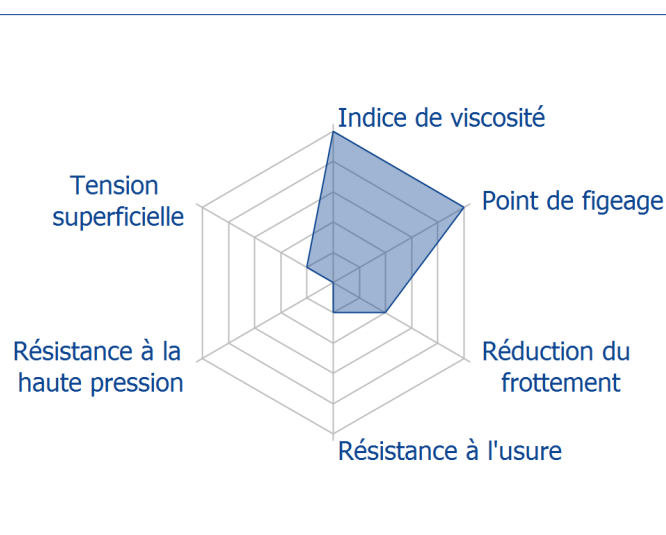 Indice de viscosité
Tension
superficielle
Point de figeage
Résistance à la
haute pression
Réduction du
frottement
Résistance à l'usure